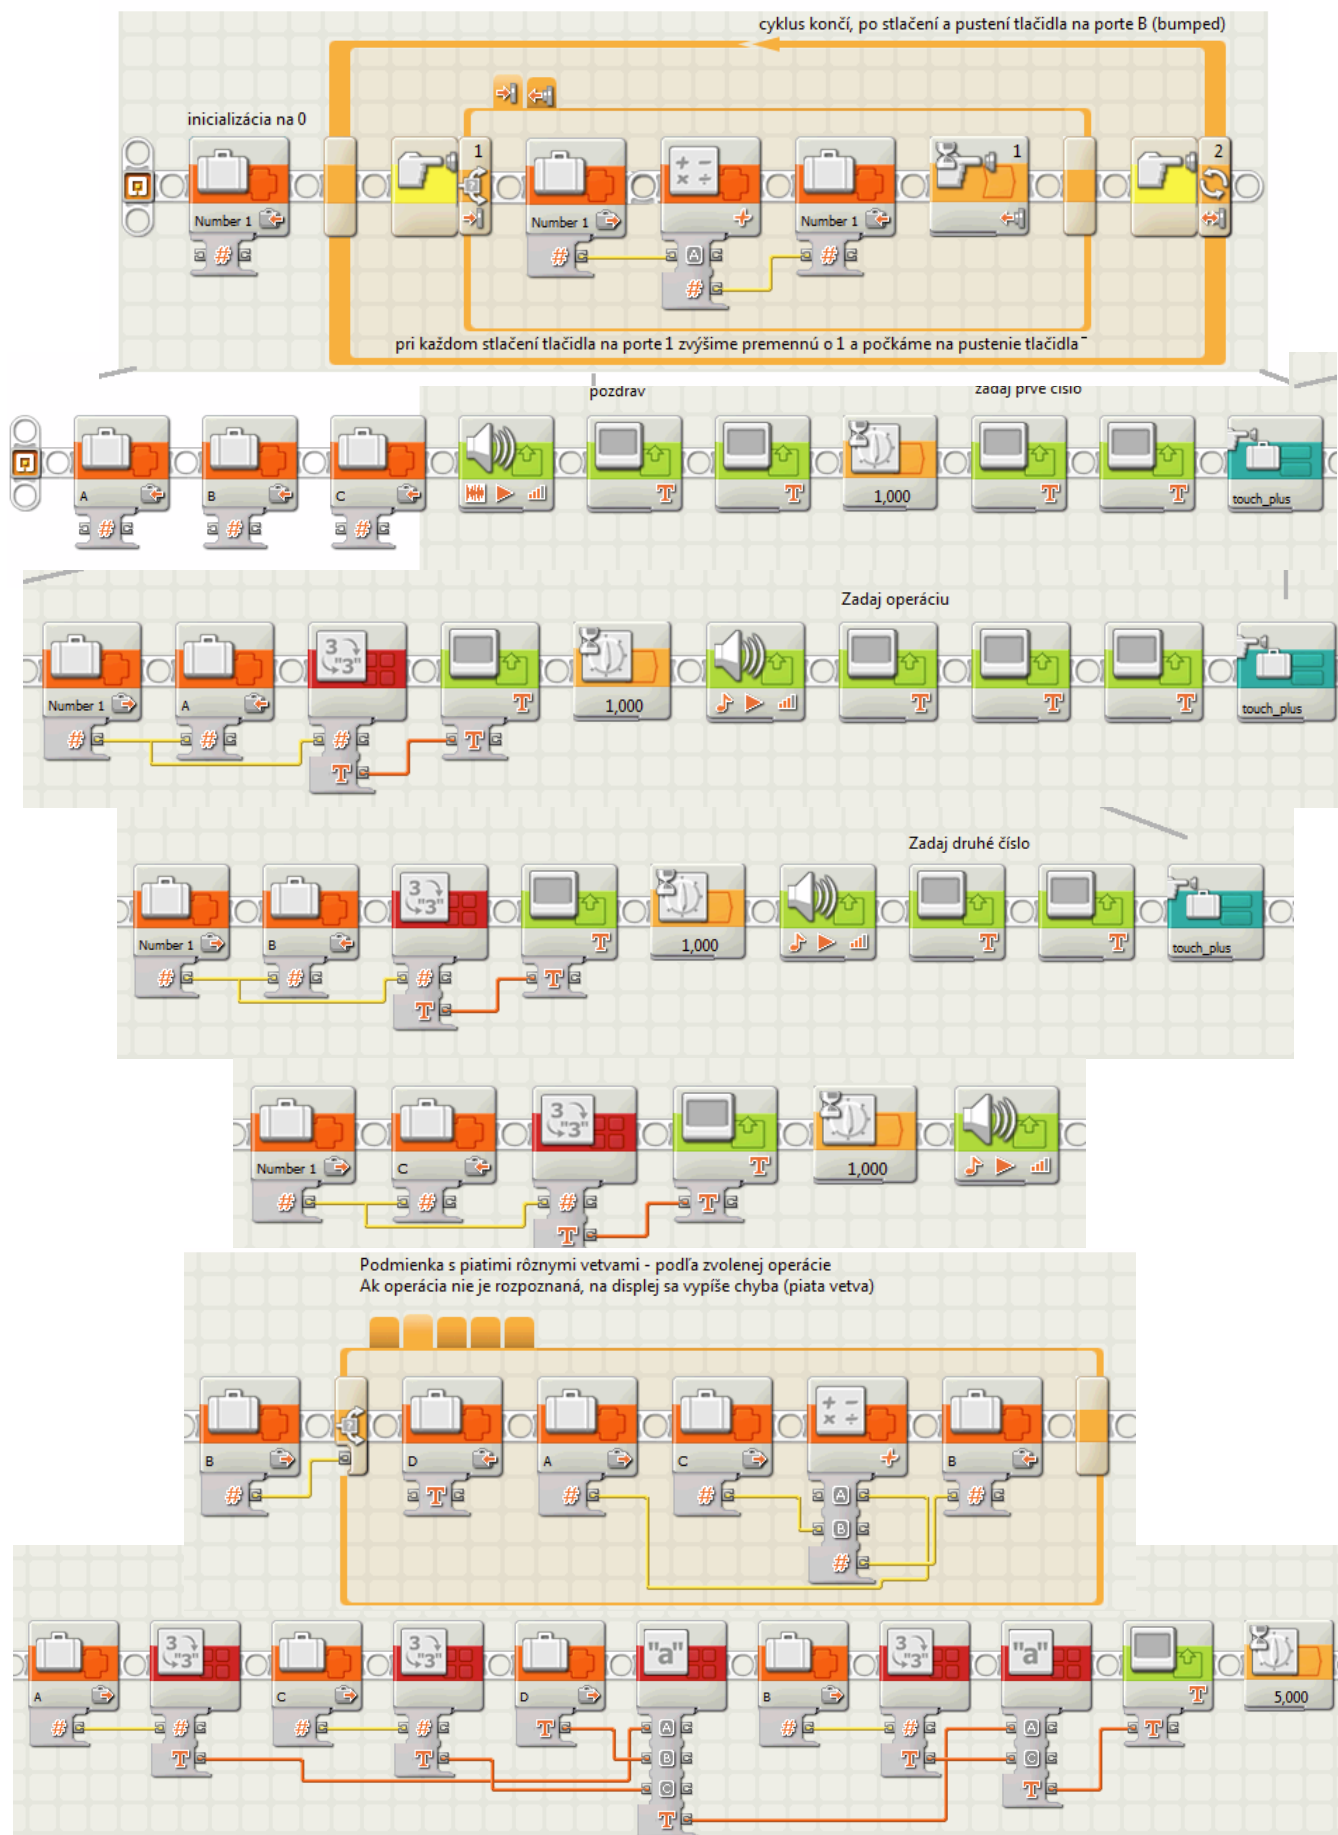 cyklus končí, po stlačení a pustení tlačidla na porte B (bumped)
inicializácia na 0
1
1
2
Number 1
Number 1
Number 1
A
pri každom stlačení tlačidla na porte 1 zvýšime premennú o 1 a počkáme na pustenie tlačidla
pozdrav
zadaj prvé číslo
A
B
C
1,000
touch_plus
Zadaj operáciu
Number 1
A
3
"3"
1,000
touch_plus
Zadaj druhé číslo
Number 1
B
3
"3"
1,000
touch_plus
Number 1
C
3
"3"
1,000
Podmienka s piatimi rôznymi vetvami - podľa zvolenej operácie
Ak operácia nie je rozpoznaná, na displej sa vypíše chyba (piata vetva)
B
D
A
C
B
A
B
A
3
"3"
C
3
"3"
D
"a"
B
3
"3"
"a"
5,000
A
B
C
A
C